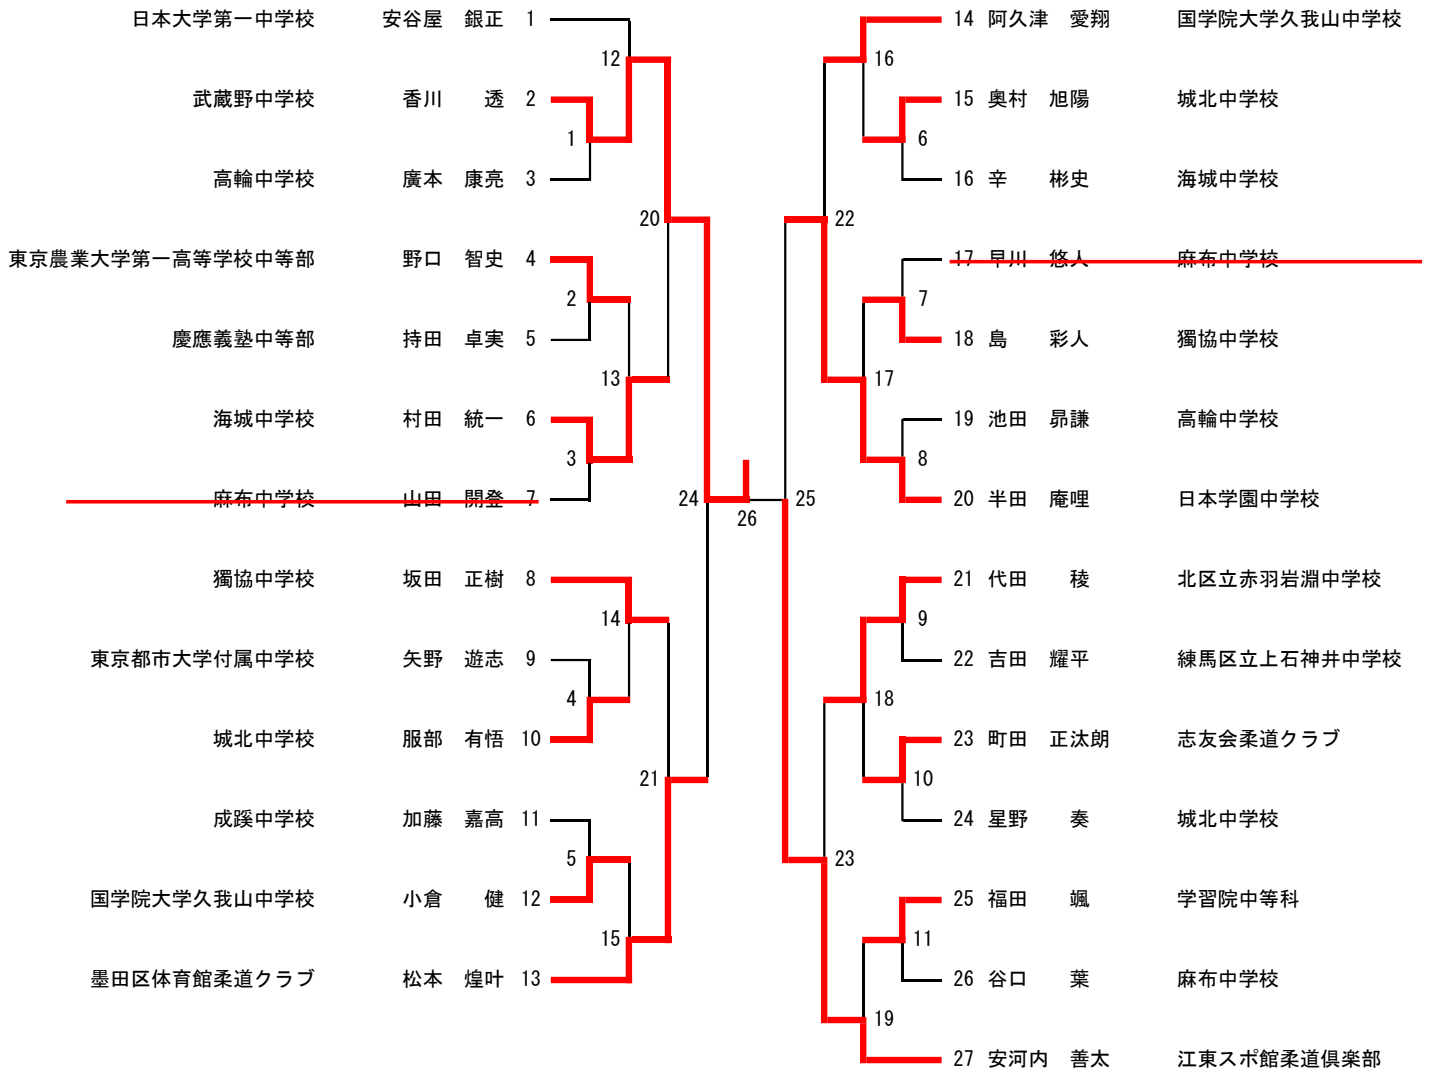 日本大学第一中学校 安谷屋 銀正 1
12
武蔵野中学校 香川 透 2
1
高輪中学校 廣本 康亮 3
20
東京農業大学第一高等学校中等部 野口 智史 4
2
慶應義塾中等部 持田 卓実 5
13
海城中学校 村田 統一 6
3
麻布中学校 山田 開登 7
24
26
獨協中学校 坂田 正樹 8
14
東京都市大学付属中学校 矢野 遊志 9
4
城北中学校 服部 有悟 10
21
成蹊中学校 加藤 嘉高 11
5
国学院大学久我山中学校 小倉 健 12
15
墨田区体育館柔道クラブ 松本 煌叶 13
14 阿久津 愛翔 国学院大学久我山中学校
16
15 奥村 旭陽 城北中学校
6
16 辛 彬史 海城中学校
22
17 早川 悠人 麻布中学校
7
18 島 彩人 獨協中学校
17
19 池田 昴謙 高輪中学校
8
20 半田 庵哩 日本学園中学校
25
21 代田 稜 北区立赤羽岩淵中学校
9
22 吉田 耀平 練馬区立上石神井中学校
18
23 町田 正汰朗 志友会柔道クラブ
10
24 星野 奏 城北中学校
23
25 福田 颯 学習院中等科
11
26 谷口 葉 麻布中学校
19
27 安河内 善太 江東スポ館柔道倶楽部